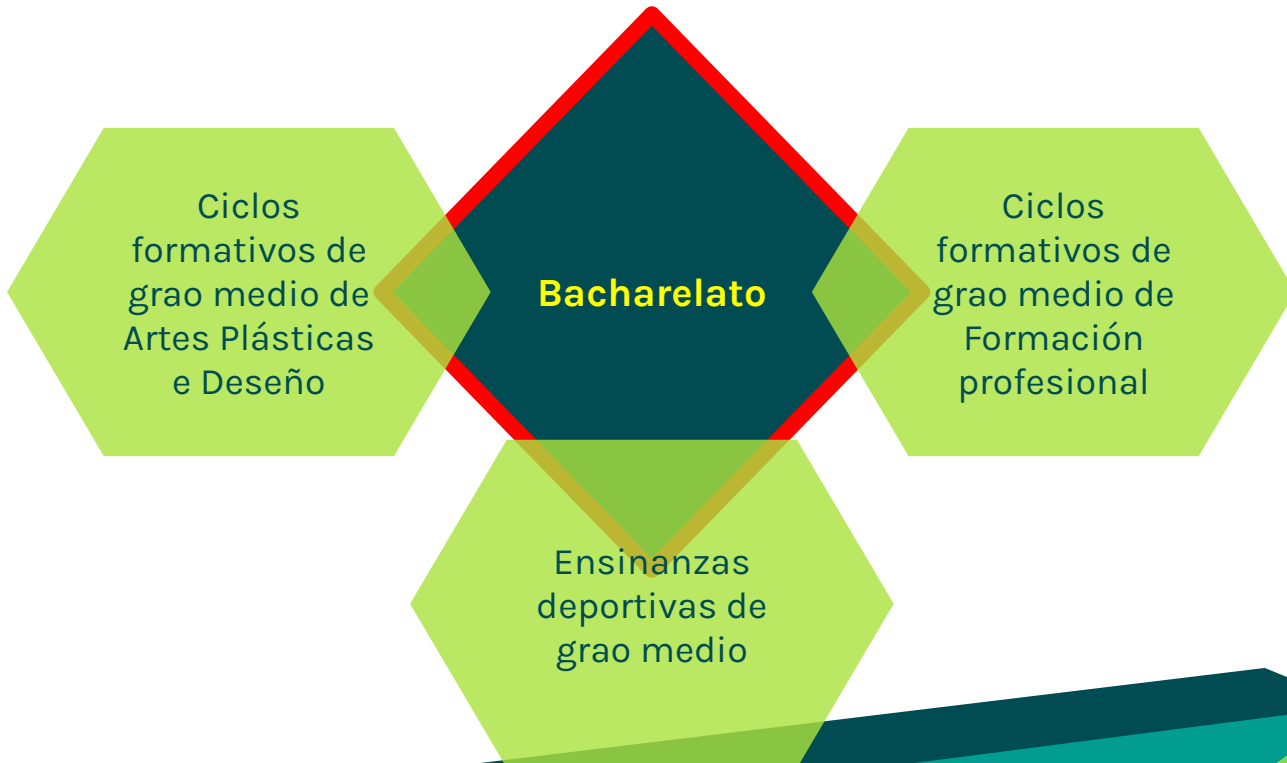 Ciclos
formativos de
grao medio de
Artes Plásticas
e Deseño
Bacharelato
Ciclos
formativos de
grao medio de
Formación
profesional
Ensinanzas
deportivas de
grao medio